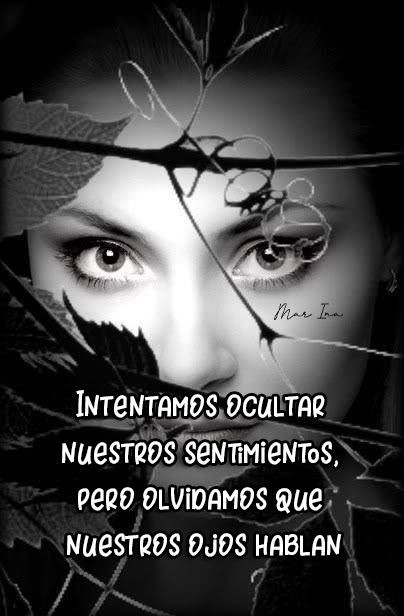 Mar Ina
Intentamos ocultar
nuestros sentimientos,
pero olvidamos que
nuestros ojos hablan